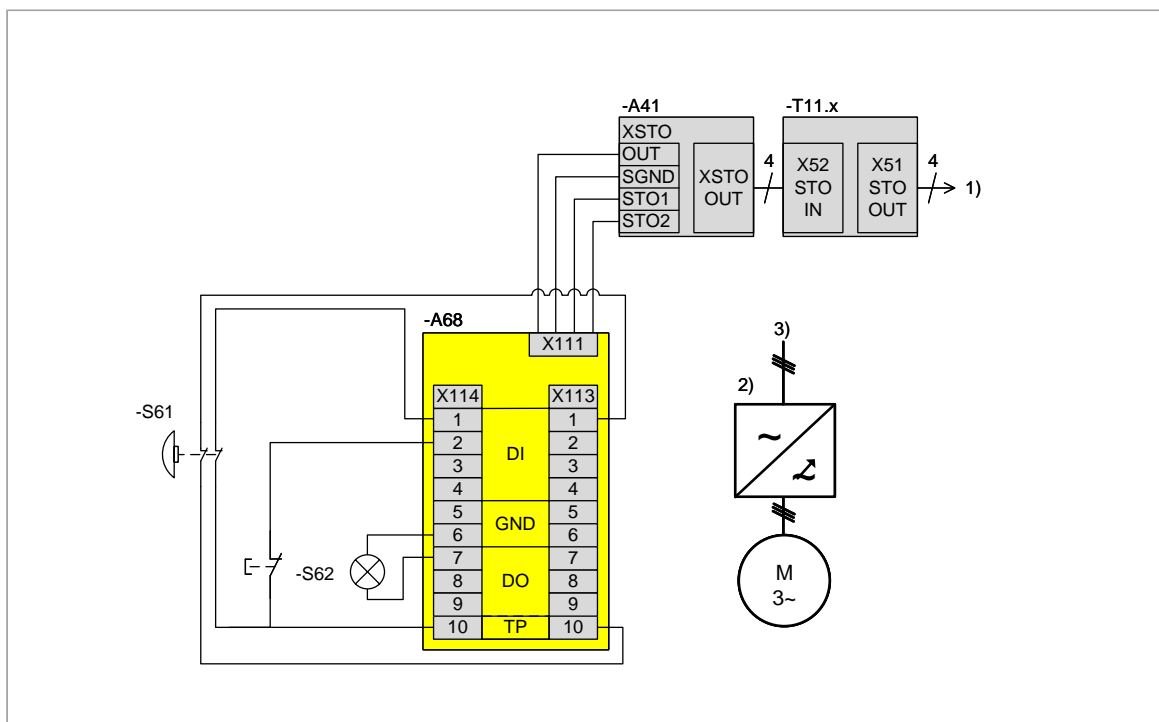 -A41
-T11.x
XSTO
OUT
SGND
STO1
STO2
XSTO
OUT
4
X52
STO
IN
X51
STO
OUT
4
1)
-A68
X111
X114
1
2
3
4
5
6
7
8
9
10
DI
GND
DO
TP
X113
1
2
3
4
5
6
7
8
9
10
-S61
-S62
3)
2)
~
M
3~